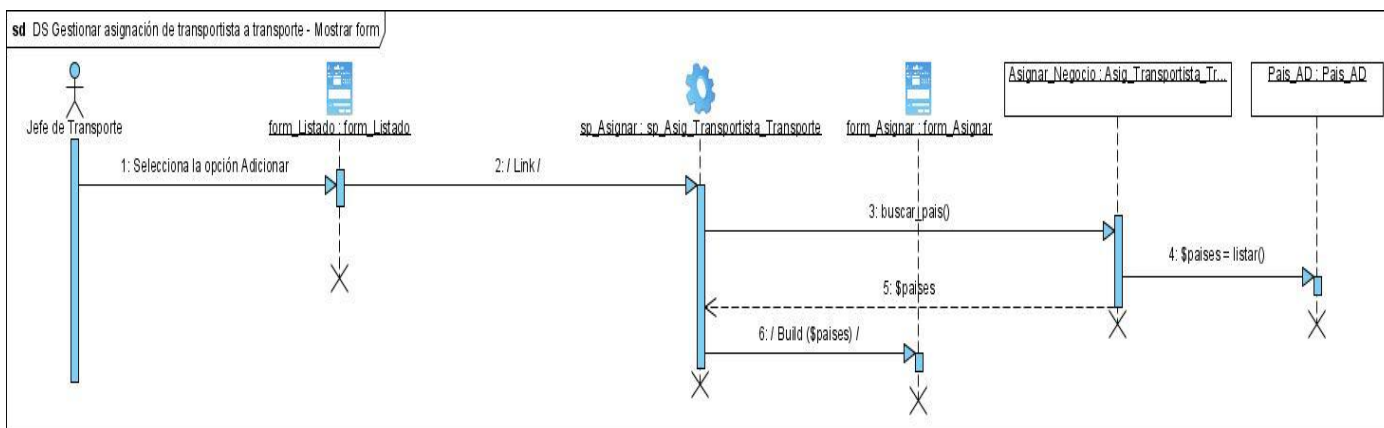 sd DS Gestionar asignación de transportista a transporte - Mostrar form
Jefe de Transporte
form_Listado : form_Listado
sp_Asignar : sp_Asig_Transportista_Transporte
form_Asignar : form_Asignar
Asignar_Negocio : Asig_Transportista_Tr...
Pais_AD : Pais_AD
1: Selecciona la opción Adicionar
2: / Link /
3: buscar_pais()
4: $paises = listar()
5: $paises
6: / Build ($paises) /